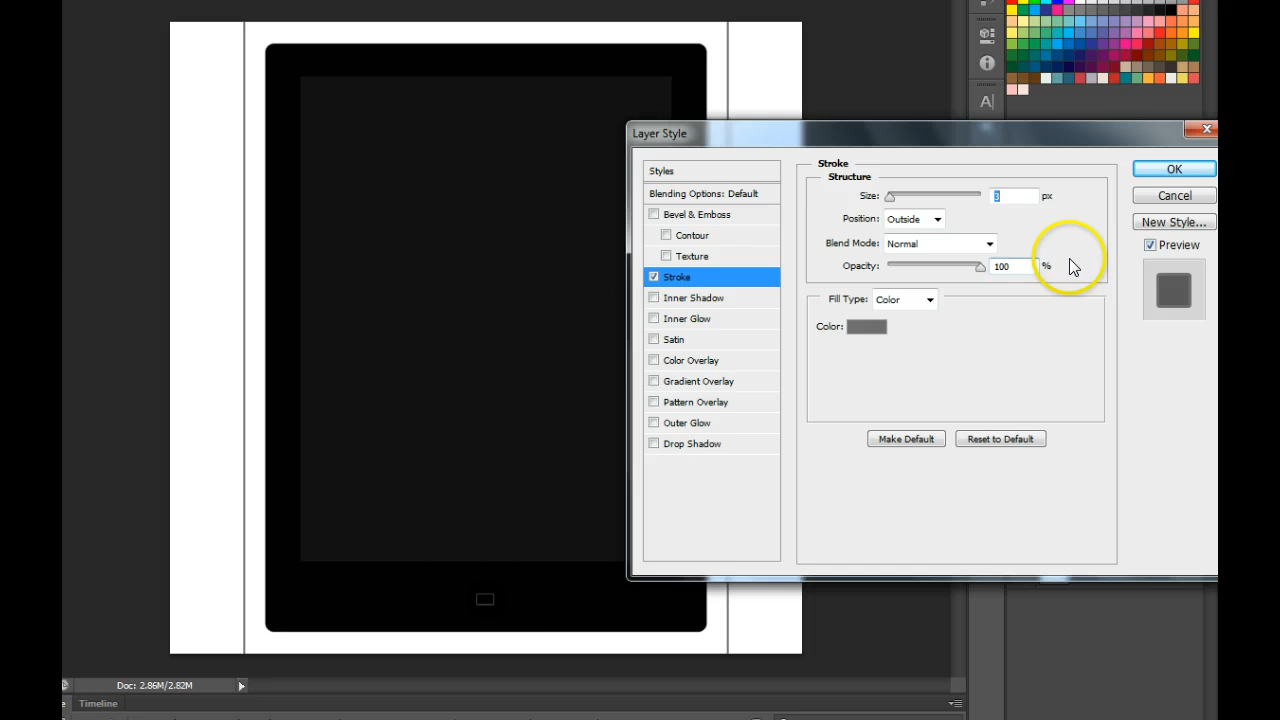 A|
Layer Style
Styles
Blending Options: Default
Bevel & Emboss
Contour
Texture
Stroke
Inner Shadow
Inner Glow
Satin
Color Overlay
Gradient Overlay
Pattern Overlay
Outer Glow
Drop Shadow
Stroke
Structure
Size: 3 px
Position: Outside
Blend Mode: Normal
Opacity: 100 %
Fill Type: Color
Color:
Make Default Reset to Default
OK
Cancel
New Style...
Preview
Doc: 2.86M/2.82M
Timeline